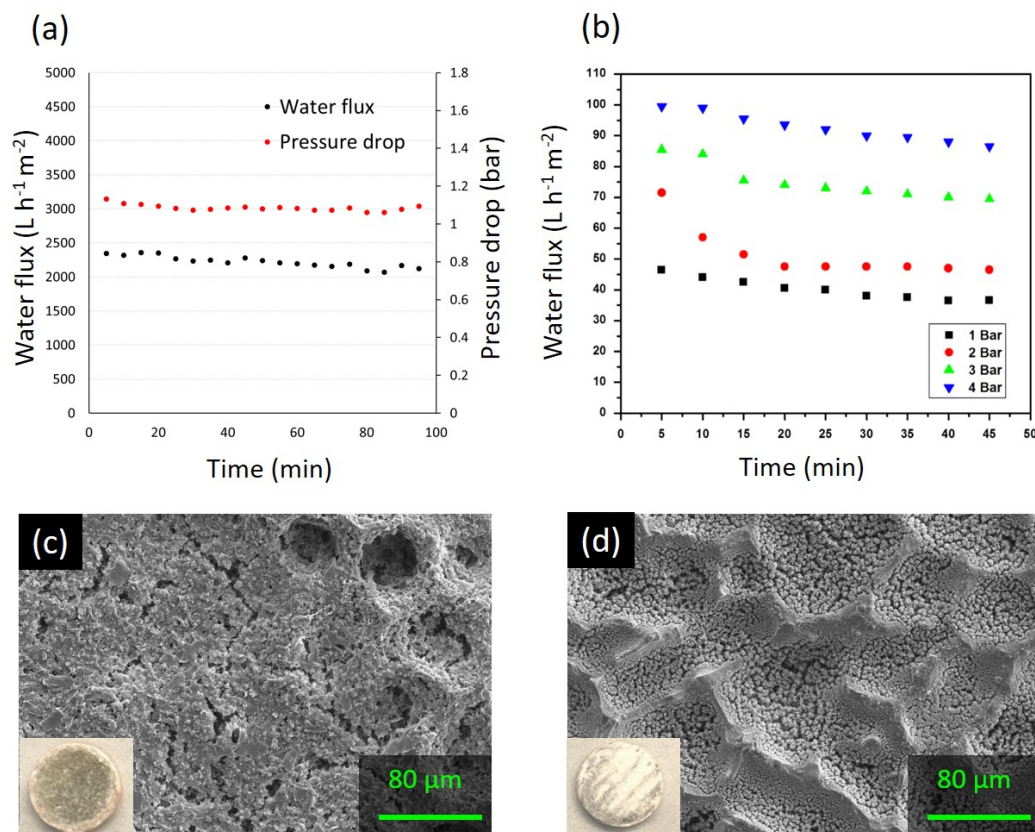 (a)
5000
4500
4000
3500
3000
2500
2000
1500
1000
500
0
Water flux (L h⁻¹ m⁻²)
Water flux
Pressure drop
1.8
1.6
1.4
1.2
1
0.8
0.6
0.4
0.2
0
Pressure drop (bar)
0 20 40 60 80 100
Time (min)
(b)
110
100
90
80
70
60
50
40
30
20
10
0
Water flux (L h⁻¹ m⁻²)
1 Bar
2 Bar
3 Bar
4 Bar
0 5 10 15 20 25 30 35 40 45 50
Time (min)
(c)
80 μm
(d)
80 μm